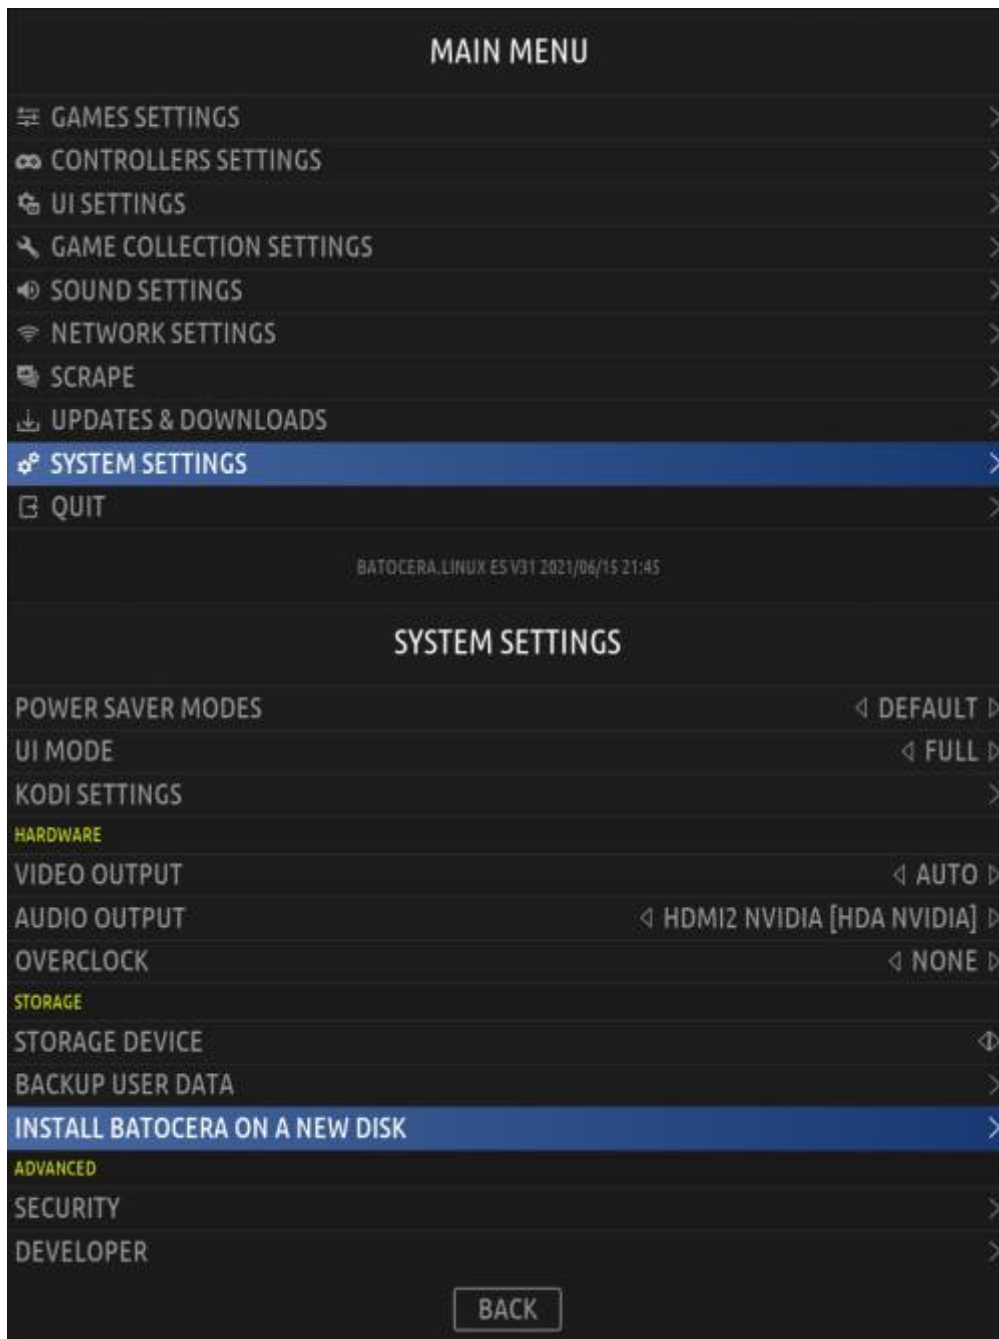 MAIN MENU
GAMES SETTINGS
CONTROLLERS SETTINGS
UI SETTINGS
GAME COLLECTION SETTINGS
SOUND SETTINGS
NETWORK SETTINGS
SCRAPE
UPDATES & DOWNLOADS
SYSTEM SETTINGS
QUIT
BATOCERA.LINUX ES V31 2021/06/15 21:45
SYSTEM SETTINGS
POWER SAVER MODES DEFAULT
UI MODE FULL
KODI SETTINGS
HARDWARE
VIDEO OUTPUT AUTO
AUDIO OUTPUT HDMI2 NVIDIA [HDA NVIDIA]
OVERCLOCK NONE
STORAGE
STORAGE DEVICE
BACKUP USER DATA
INSTALL BATOCERA ON A NEW DISK
ADVANCED
SECURITY
DEVELOPER
BACK